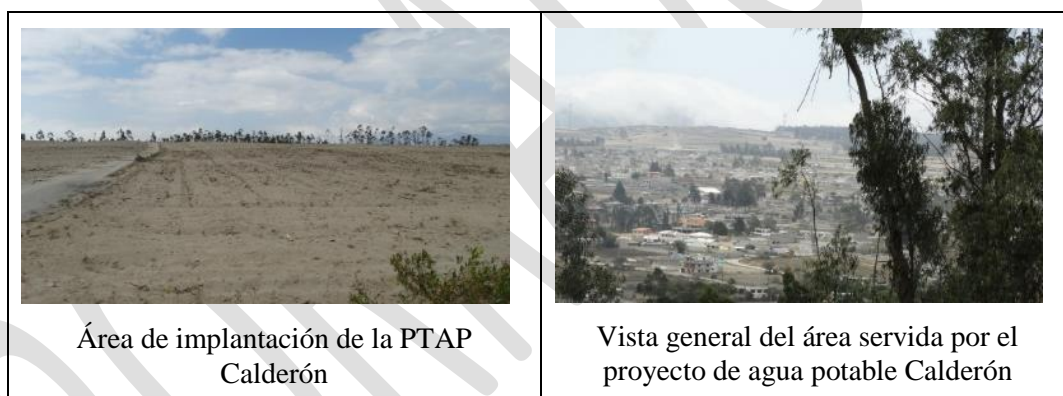 Área de implantación de la PTAP
Calderón
Vista general del área servida por el
proyecto de agua potable Calderón